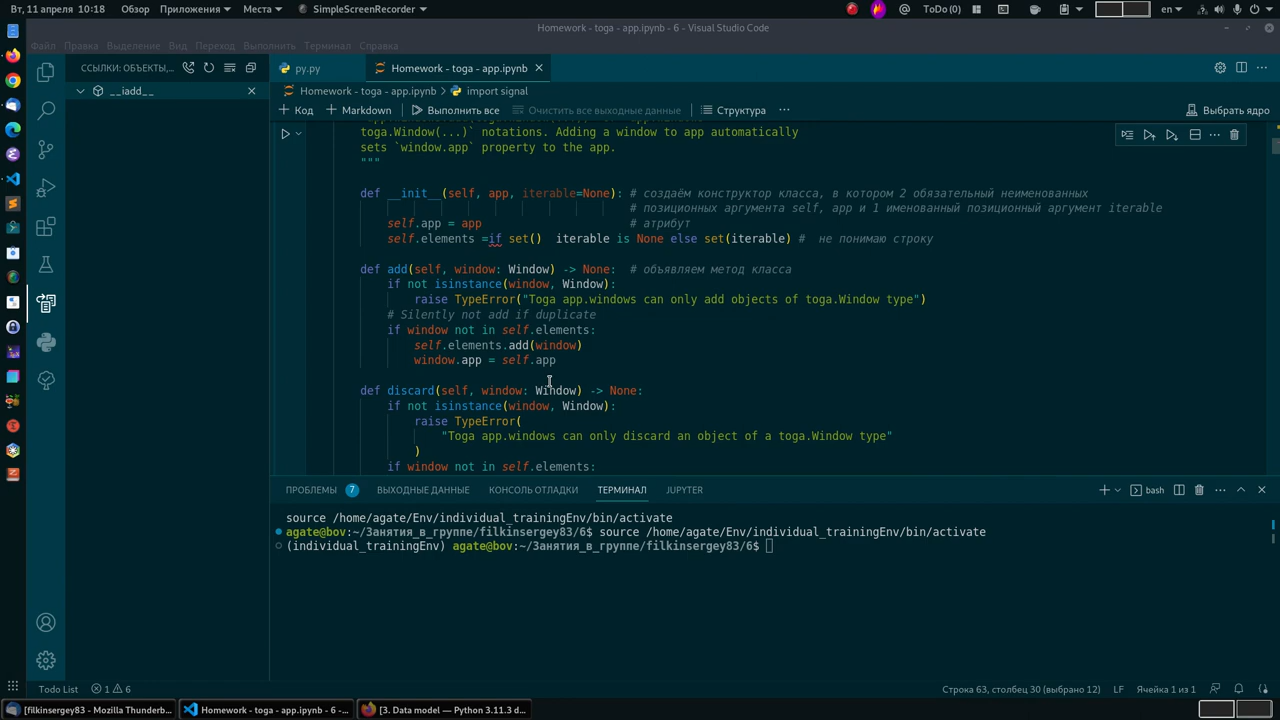 Вт, 11 апреля 10:18 Обзор Приложения Места SimpleScreenRecorder ToDo (0) en
Homework - toga - app.ipynb - 6 - Visual Studio Code
Файл Правка Выделение Вид Переход Выполнить Терминал Справка
ССЫЛКИ: ОБЪЕКТЫ,... py.py Homework - toga - app.ipynb
__iadd__ Homework - toga - app.ipynb > import signal
+ Код + Markdown Выполнить все Очистить все выходные данные Структура ... Выбрать ядро
toga.Window(...)` notations. Adding a window to app automatically
sets `window.app` property to the app.
"""
def __init__(self, app, iterable=None): # создаём конструктор класса, в котором 2 обязательный неименованных
# позиционных аргумента self, app и 1 именованный позиционный аргумент iterable
self.app = app # атрибут
self.elements =if set()  iterable is None else set(iterable) #  не понимаю строку
def add(self, window: Window) -> None:  # объявляем метод класса
if not isinstance(window, Window):
raise TypeError("Toga app.windows can only add objects of toga.Window type")
# Silently not add if duplicate
if window not in self.elements:
self.elements.add(window)
window.app = self.app
def discard(self, window: Window) -> None:
if not isinstance(window, Window):
raise TypeError(
"Toga app.windows can only discard an object of a toga.Window type"
)
if window not in self.elements:
ПРОБЛЕМЫ 7 ВЫХОДНЫЕ ДАННЫЕ КОНСОЛЬ ОТЛАДКИ ТЕРМИНАЛ JUPYTER bash
source /home/agate/Env/individual_trainingEnv/bin/activate
agate@bov:~/Занятия_в_группе/filkinsergey83/6$ source /home/agate/Env/individual_trainingEnv/bin/activate
(individual_trainingEnv) agate@bov:~/Занятия_в_группе/filkinsergey83/6$
Todo List 1 6 Строка 63, столбец 30 (выбрано 12) LF Ячейка 1 из 1
[filkinsergey83 - Mozilla Thunderb... Homework - toga - app.ipynb - 6 -... [3. Data model — Python 3.11.3 d...